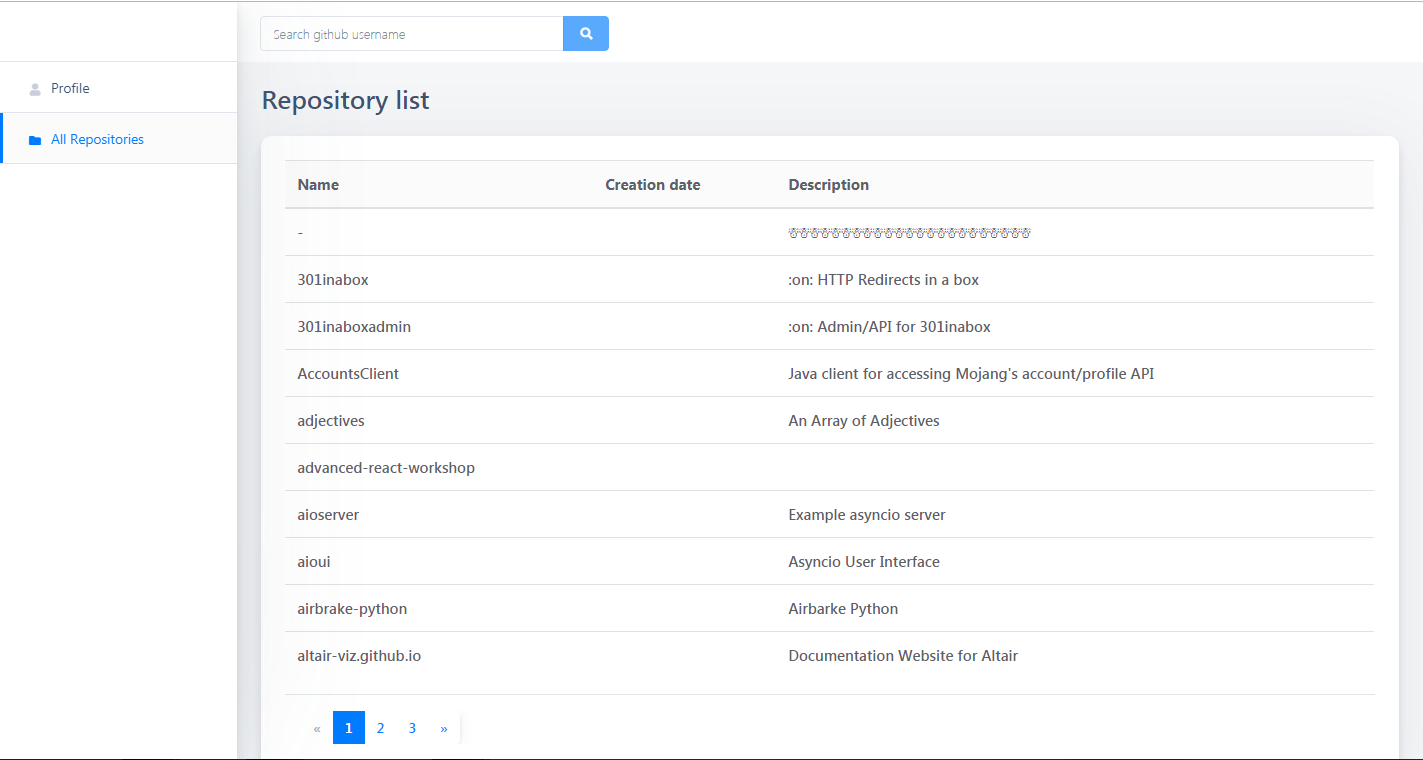 Search github username
Profile
All Repositories
Repository list
Name Creation date Description
- ☃☃☃☃☃☃☃☃☃☃☃☃☃☃☃☃☃☃☃☃☃☃☃
301inabox :on: HTTP Redirects in a box
301inaboxadmin :on: Admin/API for 301inabox
AccountsClient Java client for accessing Mojang's account/profile API
adjectives An Array of Adjectives
advanced-react-workshop
aioserver Example asyncio server
aioui Asyncio User Interface
airbrake-python Airbarke Python
altair-viz.github.io Documentation Website for Altair
« 1 2 3 »